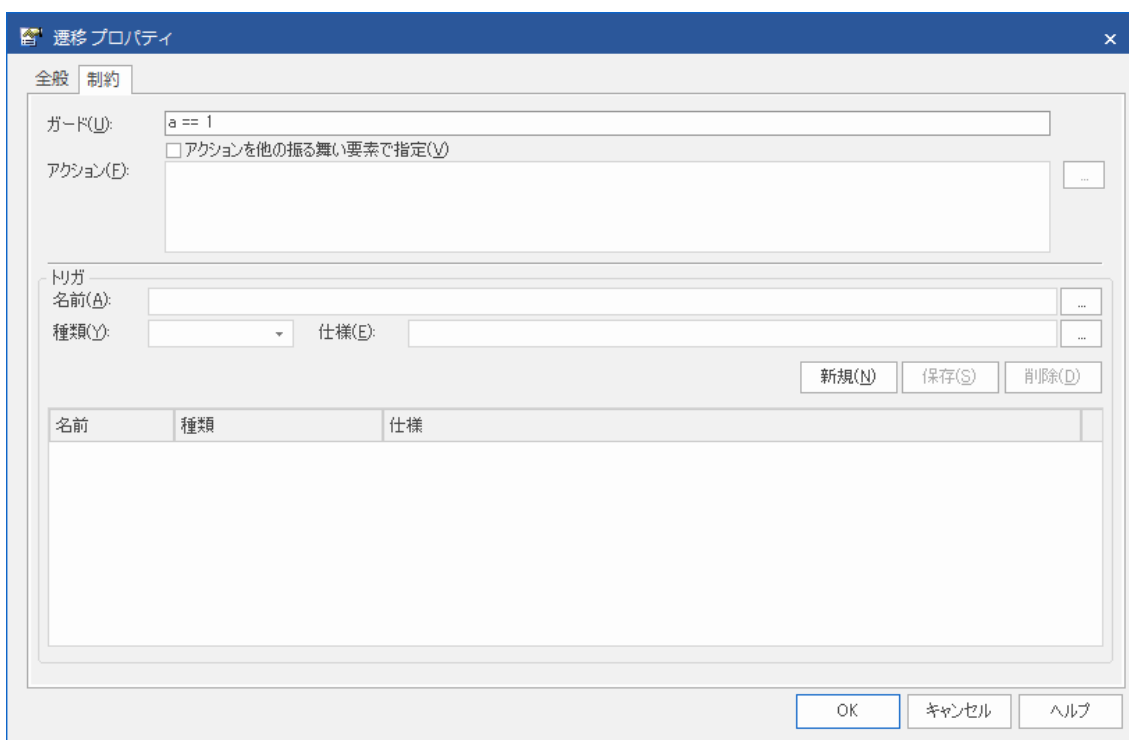 遷移 プロパティ
全般 制約
ガード(U): a == 1
アクションを他の振る舞い要素で指定(V)
アクション(F):
...
トリガ
名前(A): ...
種類(Y): 仕様(E): ...
新規(N) 保存(S) 削除(D)
名前 種類 仕様
OK キャンセル ヘルプ